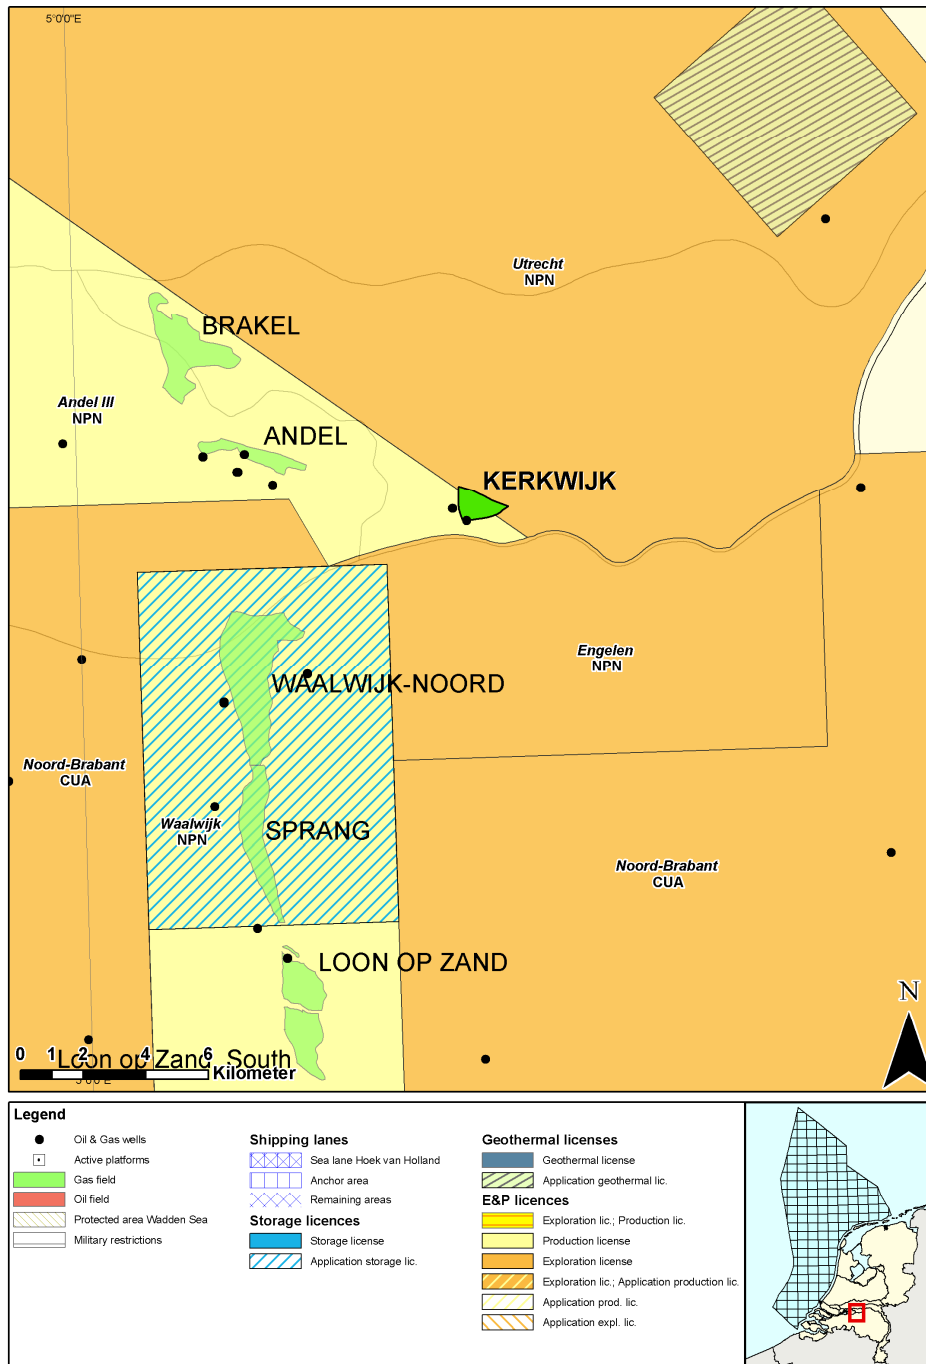 5°0'0"E
Utrecht
NPN
BRAKEL
Andel III
NPN
ANDEL
KERKWIJK
Engelen
NPN
WAALWIJK-NOORD
Noord-Brabant
CUA
Waalwijk
NPN
SPRANG
Noord-Brabant
CUA
LOON OP ZAND
N
Loon op Zand South
0 1 2 4 6
Kilometer
5°0'0"E
Legend
Oil & Gas wells
Active platforms
Gas field
Oil field
Protected area Wadden Sea
Military restrictions
Shipping lanes
Sea lane Hoek van Holland
Anchor area
Remaining areas
Storage licences
Storage license
Application storage lic.
Geothermal licenses
Geothermal license
Application geothermal lic.
E&P licences
Exploration lic.; Production lic.
Production license
Exploration license
Exploration lic.; Application production lic.
Application prod. lic.
Application expl. lic.